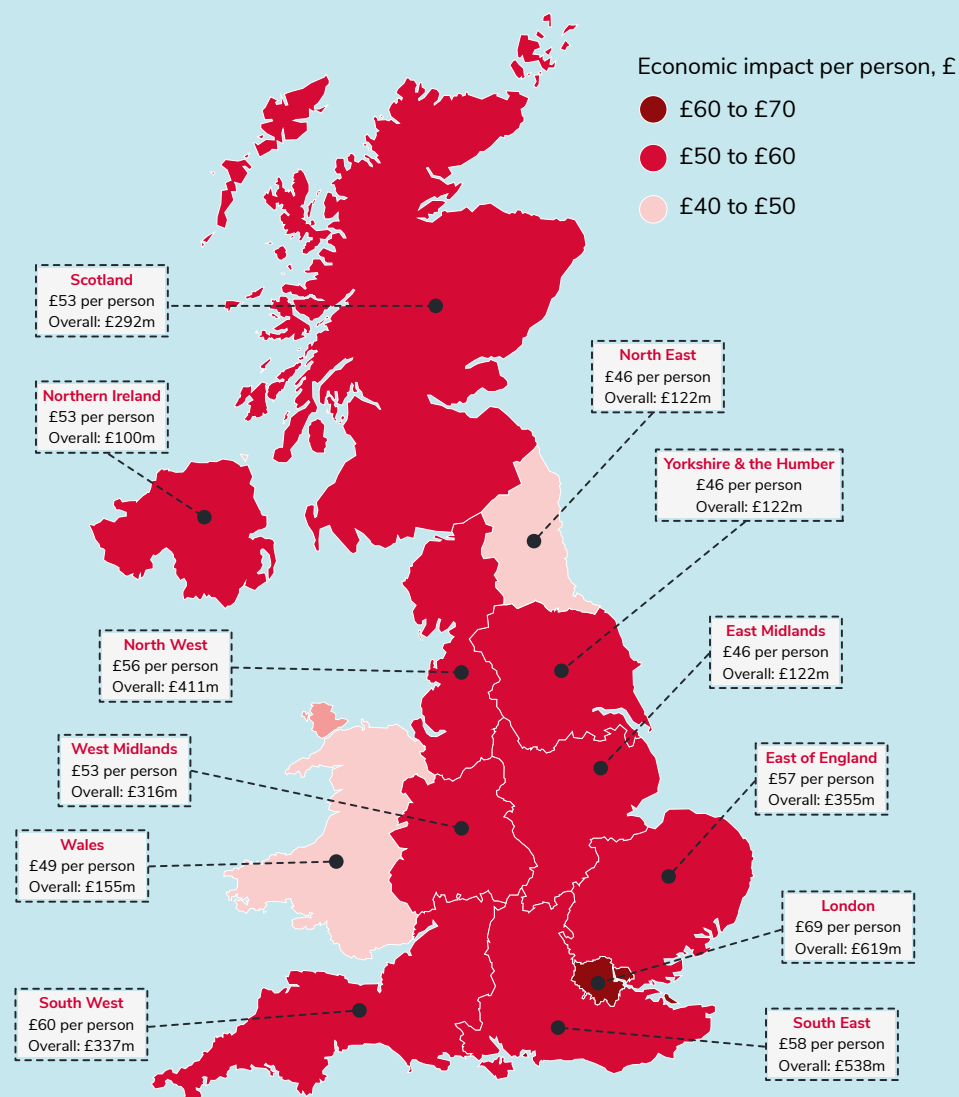 Economic impact per person, £
£60 to £70
£50 to £60
£40 to £50
Scotland
£53 per person
Overall: £292m
North East
£46 per person
Overall: £122m
Northern Ireland
£53 per person
Overall: £100m
Yorkshire & the Humber
£46 per person
Overall: £122m
North West
£56 per person
Overall: £411m
East Midlands
£46 per person
Overall: £122m
West Midlands
£53 per person
Overall: £316m
East of England
£57 per person
Overall: £355m
Wales
£49 per person
Overall: £155m
London
£69 per person
Overall: £619m
South West
£60 per person
Overall: £337m
South East
£58 per person
Overall: £538m